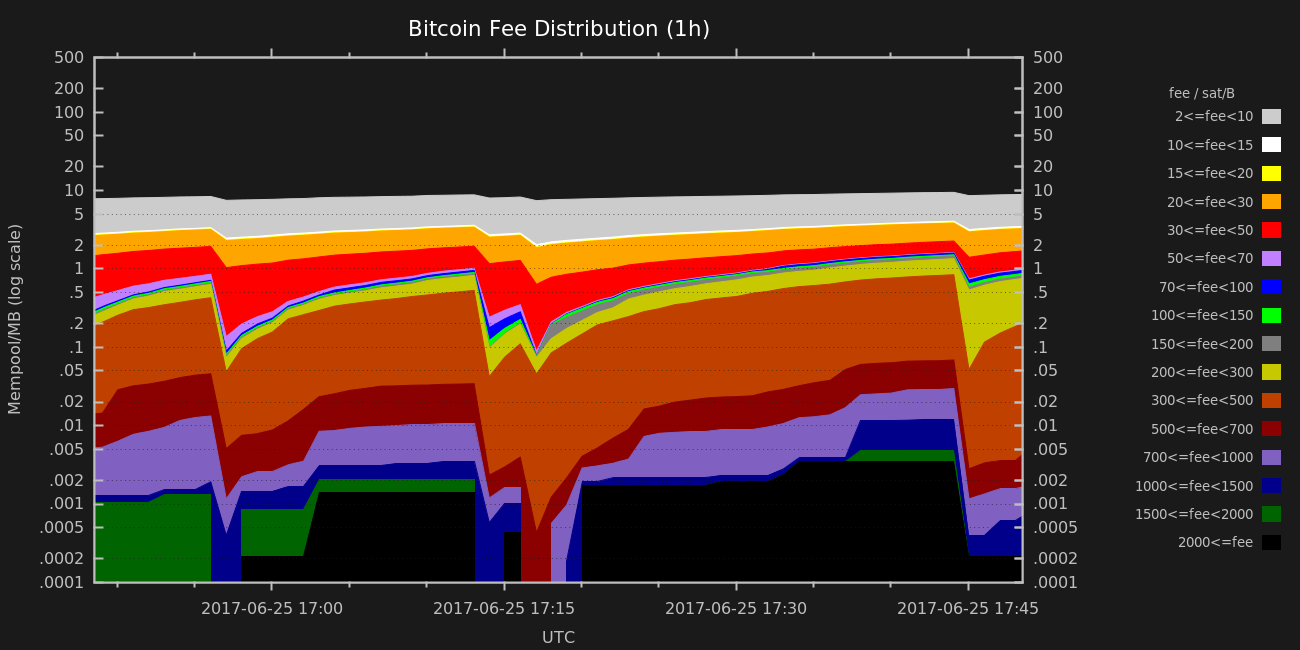 Bitcoin Fee Distribution (1h)
500 500
200 200
100 100
50 50
20 20
10 10
5 5
2 2
1 1
.5 .5
.2 .2
.1 .1
.05 .05
.02 .02
.01 .01
.005 .005
.002 .002
.001 .001
.0005 .0005
.0002 .0002
.0001 .0001
Mempool/MB (log scale)
2017-06-25 17:00 2017-06-25 17:15 2017-06-25 17:30 2017-06-25 17:45
UTC
fee / sat/B
2<=fee<10
10<=fee<15
15<=fee<20
20<=fee<30
30<=fee<50
50<=fee<70
70<=fee<100
100<=fee<150
150<=fee<200
200<=fee<300
300<=fee<500
500<=fee<700
700<=fee<1000
1000<=fee<1500
1500<=fee<2000
2000<=fee